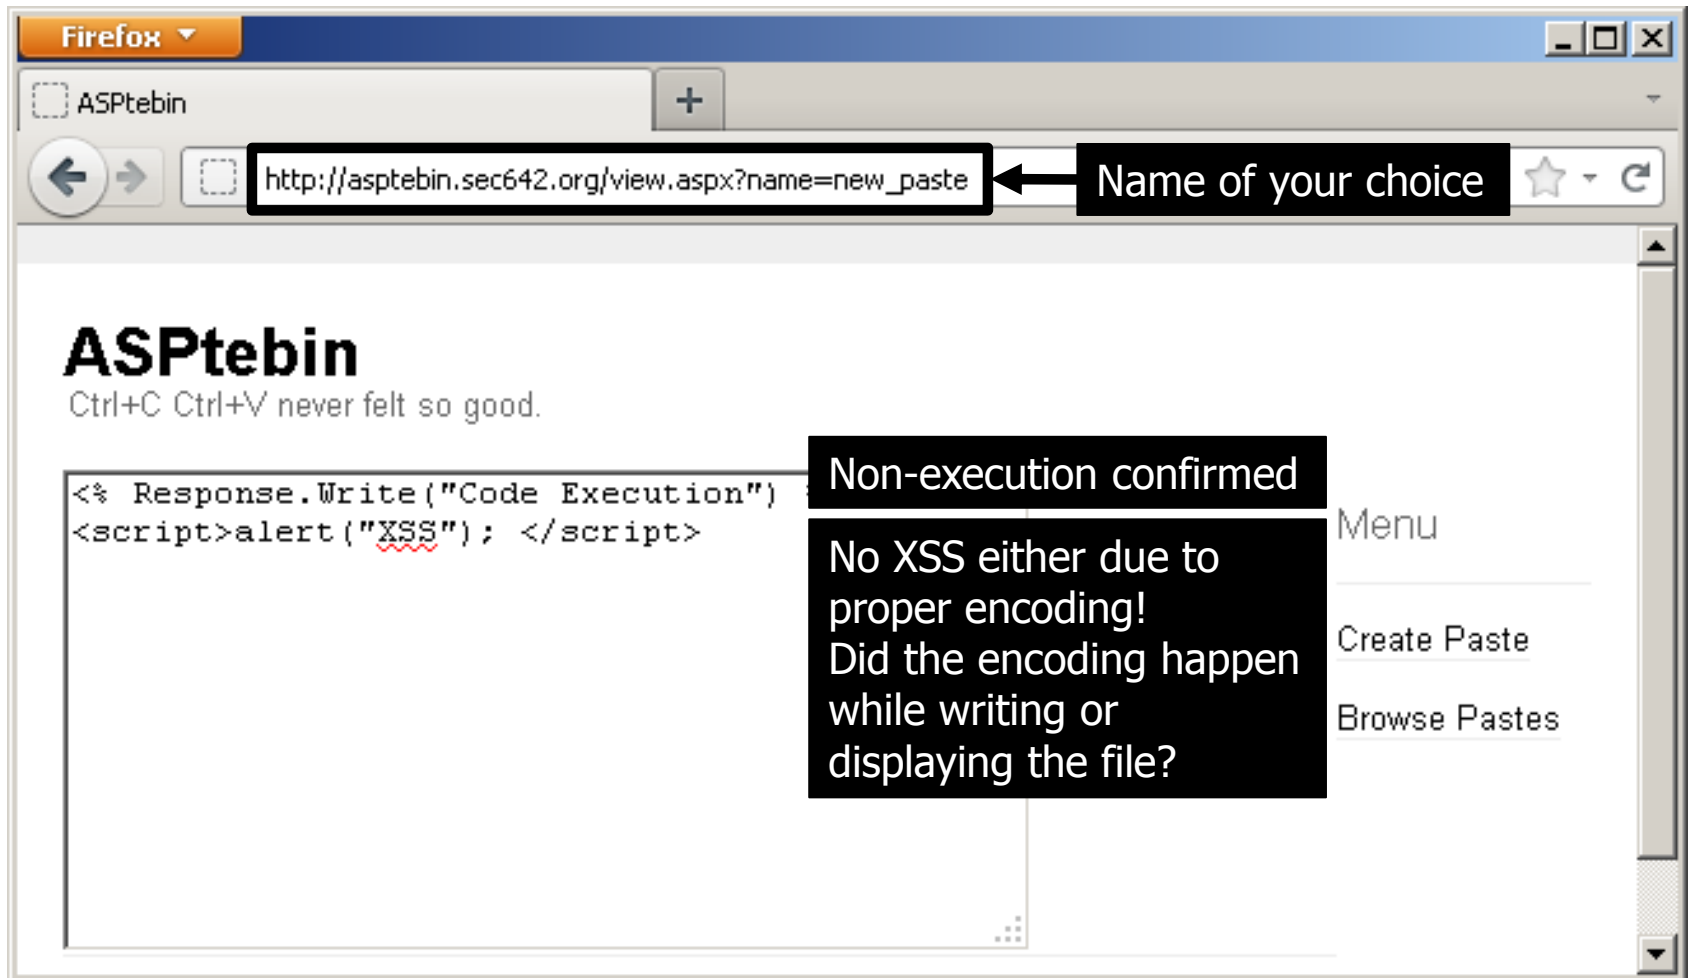 Firefox
ASPtebin
http://asptebin.sec642.org/view.aspx?name=new_paste
Name of your choice
ASPtebin
Ctrl+C Ctrl+V never felt so good.
<% Response.Write("Code Execution")
<script>alert("XSS"); </script>
Non-execution confirmed
No XSS either due to
proper encoding!
Did the encoding happen
while writing or
displaying the file?
Menu
Create Paste
Browse Pastes